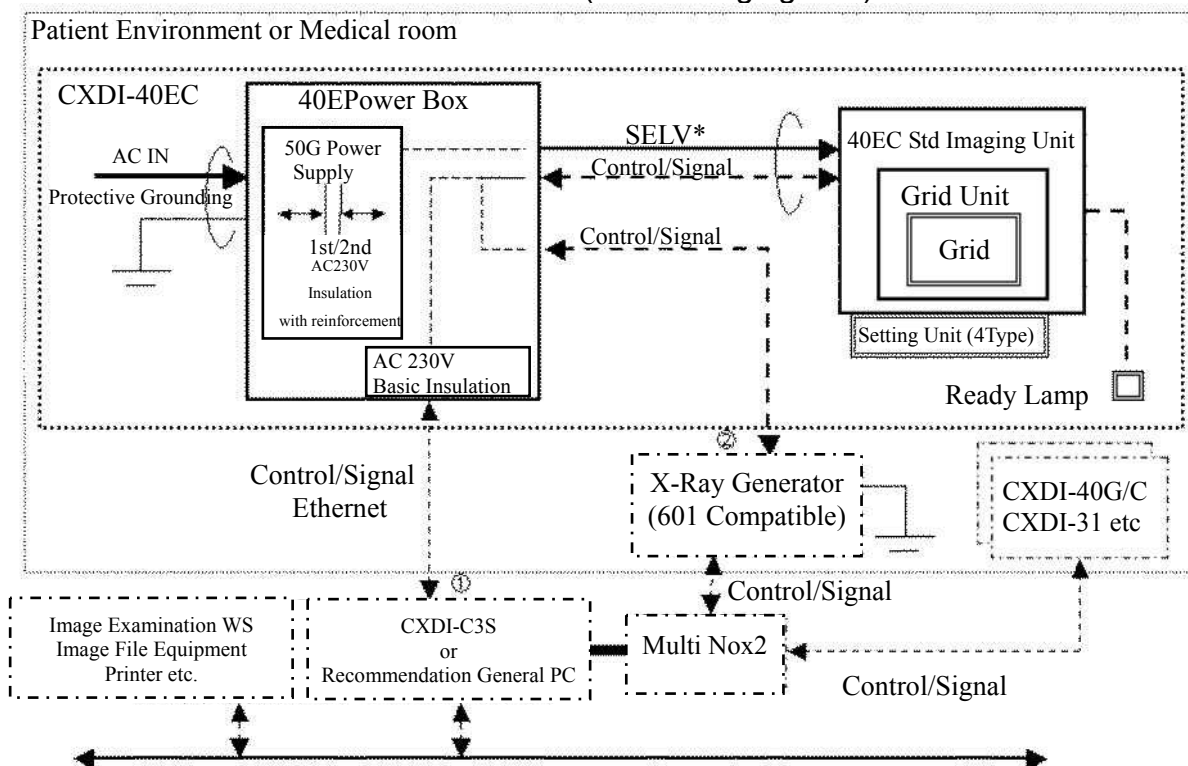 Patient Environment or Medical room
CXDI-40EC
40EPower Box
AC IN
Protective Grounding
50G Power
Supply
1st/2nd
AC230V
Insulation
with reinforcement
AC 230V
Basic Insulation
SELV*
Control/Signal
Control/Signal
40EC Std Imaging Unit
Grid Unit
Grid
Setting Unit (4Type)
Ready Lamp
Control/Signal
Ethernet
②
X-Ray Generator
(601 Compatible)
CXDI-40G/C
CXDI-31 etc
①
Control/Signal
Image Examination WS
Image File Equipment
Printer etc.
CXDI-C3S
or
Recommendation General PC
Multi Nox2
Control/Signal